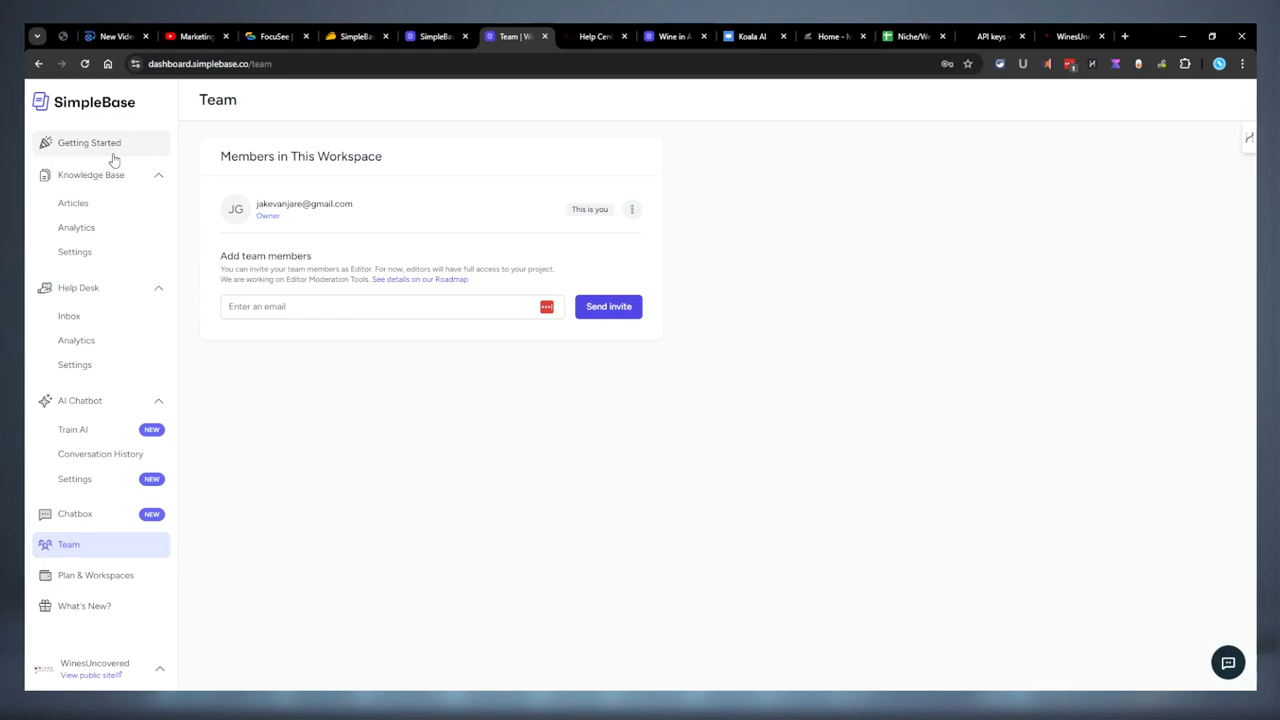 New Vide
Marketing
FocuSee |
SimpleBas
SimpleBas
Team | W
Help Cent
Wine in A
Koala AI
Home - M
Niche/We
API keys -
WinesUnc
dashboard.simplebase.co/team
1
SimpleBase
Team
Getting Started
Knowledge Base
Articles
Analytics
Settings
Help Desk
Inbox
Analytics
Settings
AI Chatbot
Train AI
NEW
Conversation History
Settings
NEW
Chatbox
NEW
Team
Plan & Workspaces
What's New?
WinesUncovered
View public site
Members in This Workspace
JG
jakevanjare@gmail.com
Owner
This is you
Add team members
You can invite your team members as Editor. For now, editors will have full access to your project.
We are working on Editor Moderation Tools. See details on our Roadmap
Enter an email
Send invite